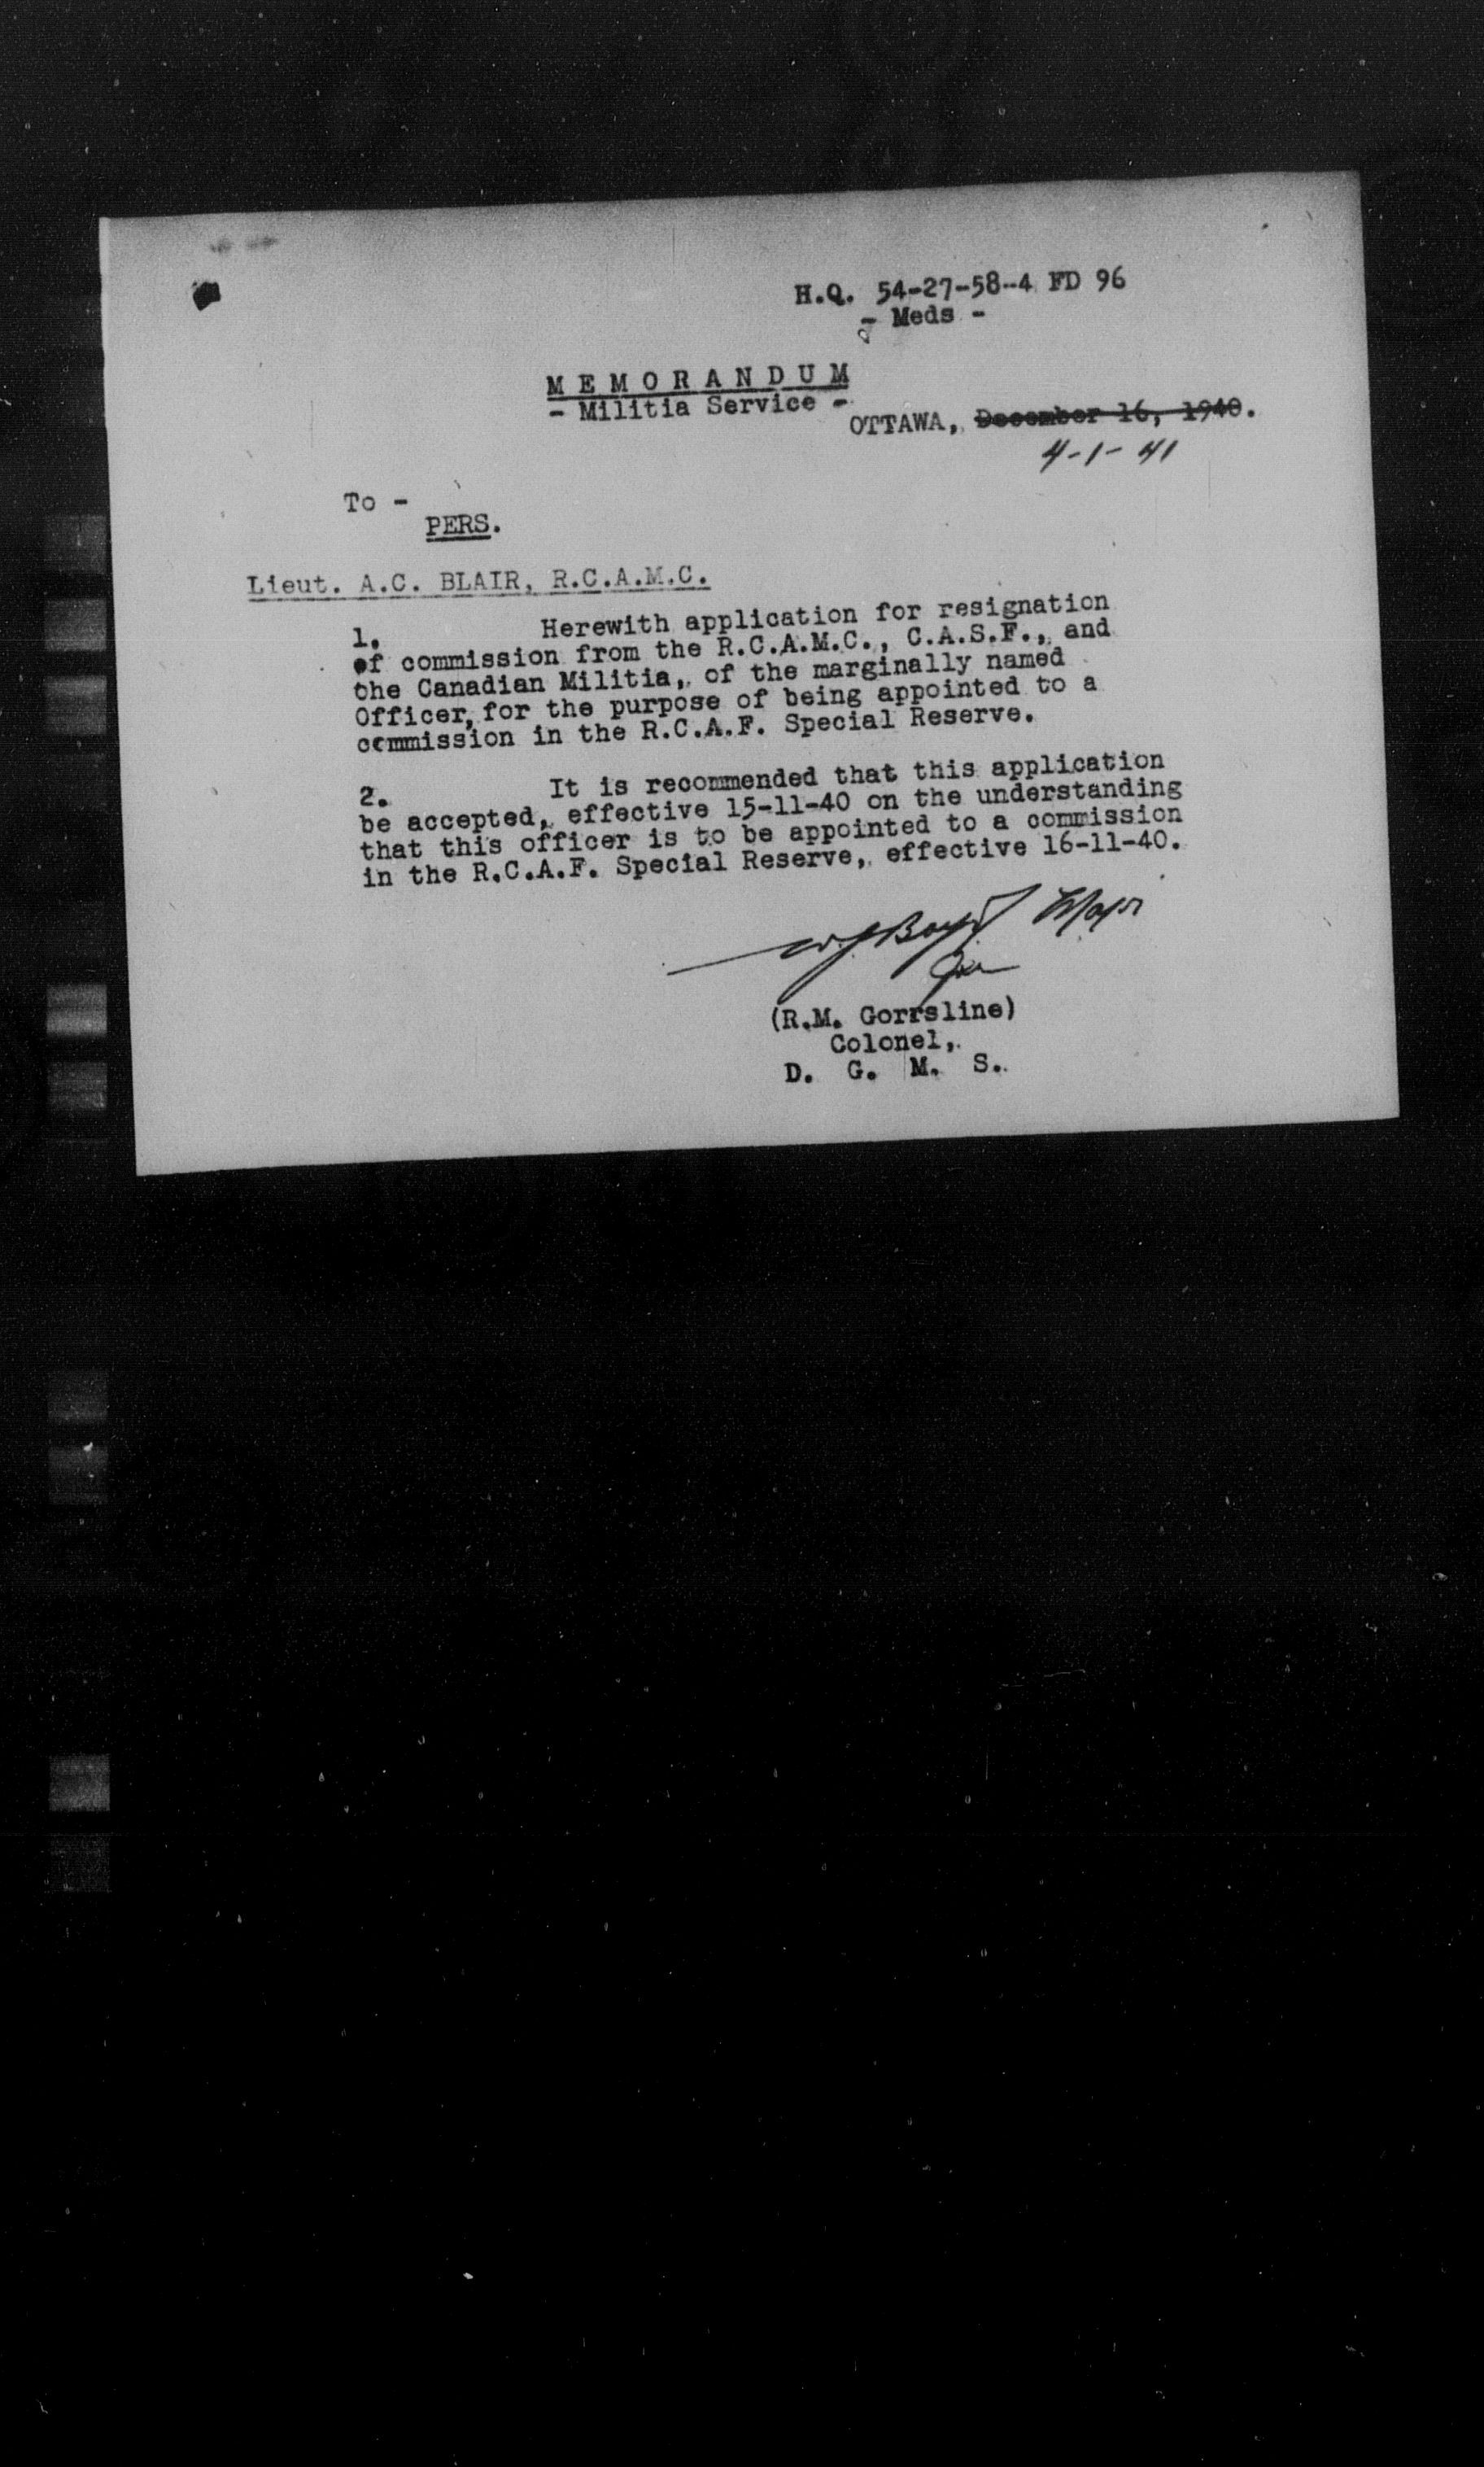 H.Q. 54-27-58-4 FD 96
- Meds -
MEMORANDUM
- Militia Service -
OTTAWA, December 16, 1940.
4-1-41
To -
PERS.
Lieut. A.C. BLAIR, R.C.A.M.C.
1. Herewith application for resignation
of commission from the R.C.A.M.C., C.A.S.F., and
the Canadian Militia, of the marginally named
Officer, for the purpose of being appointed to a
commission in the R.C.A.F. Special Reserve.
2. It is recommended that this application
be accepted, effective 15-11-40 on the understanding
that this officer is to be appointed to a commission
in the R.C.A.F. Special Reserve, effective 16-11-40.
Major
for
(R.M. Gorrsline)
Colonel,
D. G. M. S.